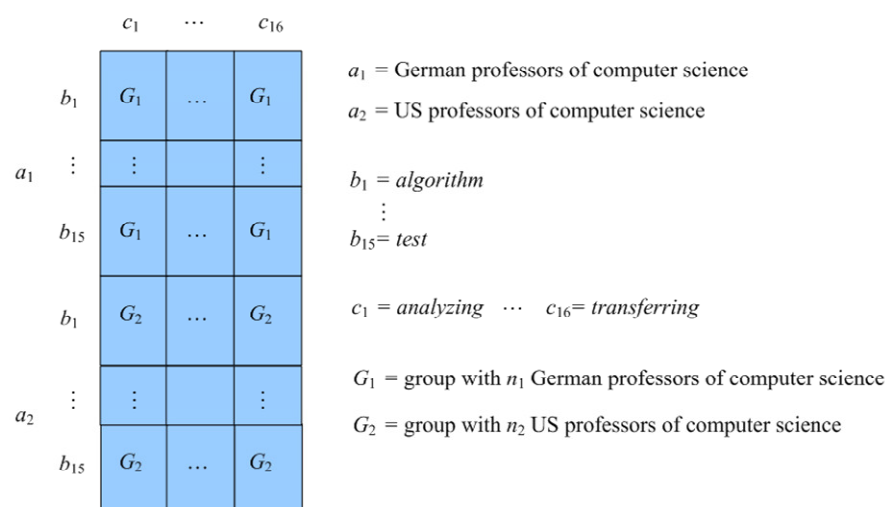 c1 ⋯ c16
b1 G1 … G1
a1 ⋮ ⋮ ⋮
b15 G1 … G1
b1 G2 … G2
a2 ⋮ ⋮ ⋮
b15 G2 … G2
a1 = German professors of computer science
a2 = US professors of computer science
b1 = algorithm
⋮
b15= test
c1 = analyzing ⋯ c16= transferring
G1 = group with n1 German professors of computer science
G2 = group with n2 US professors of computer science